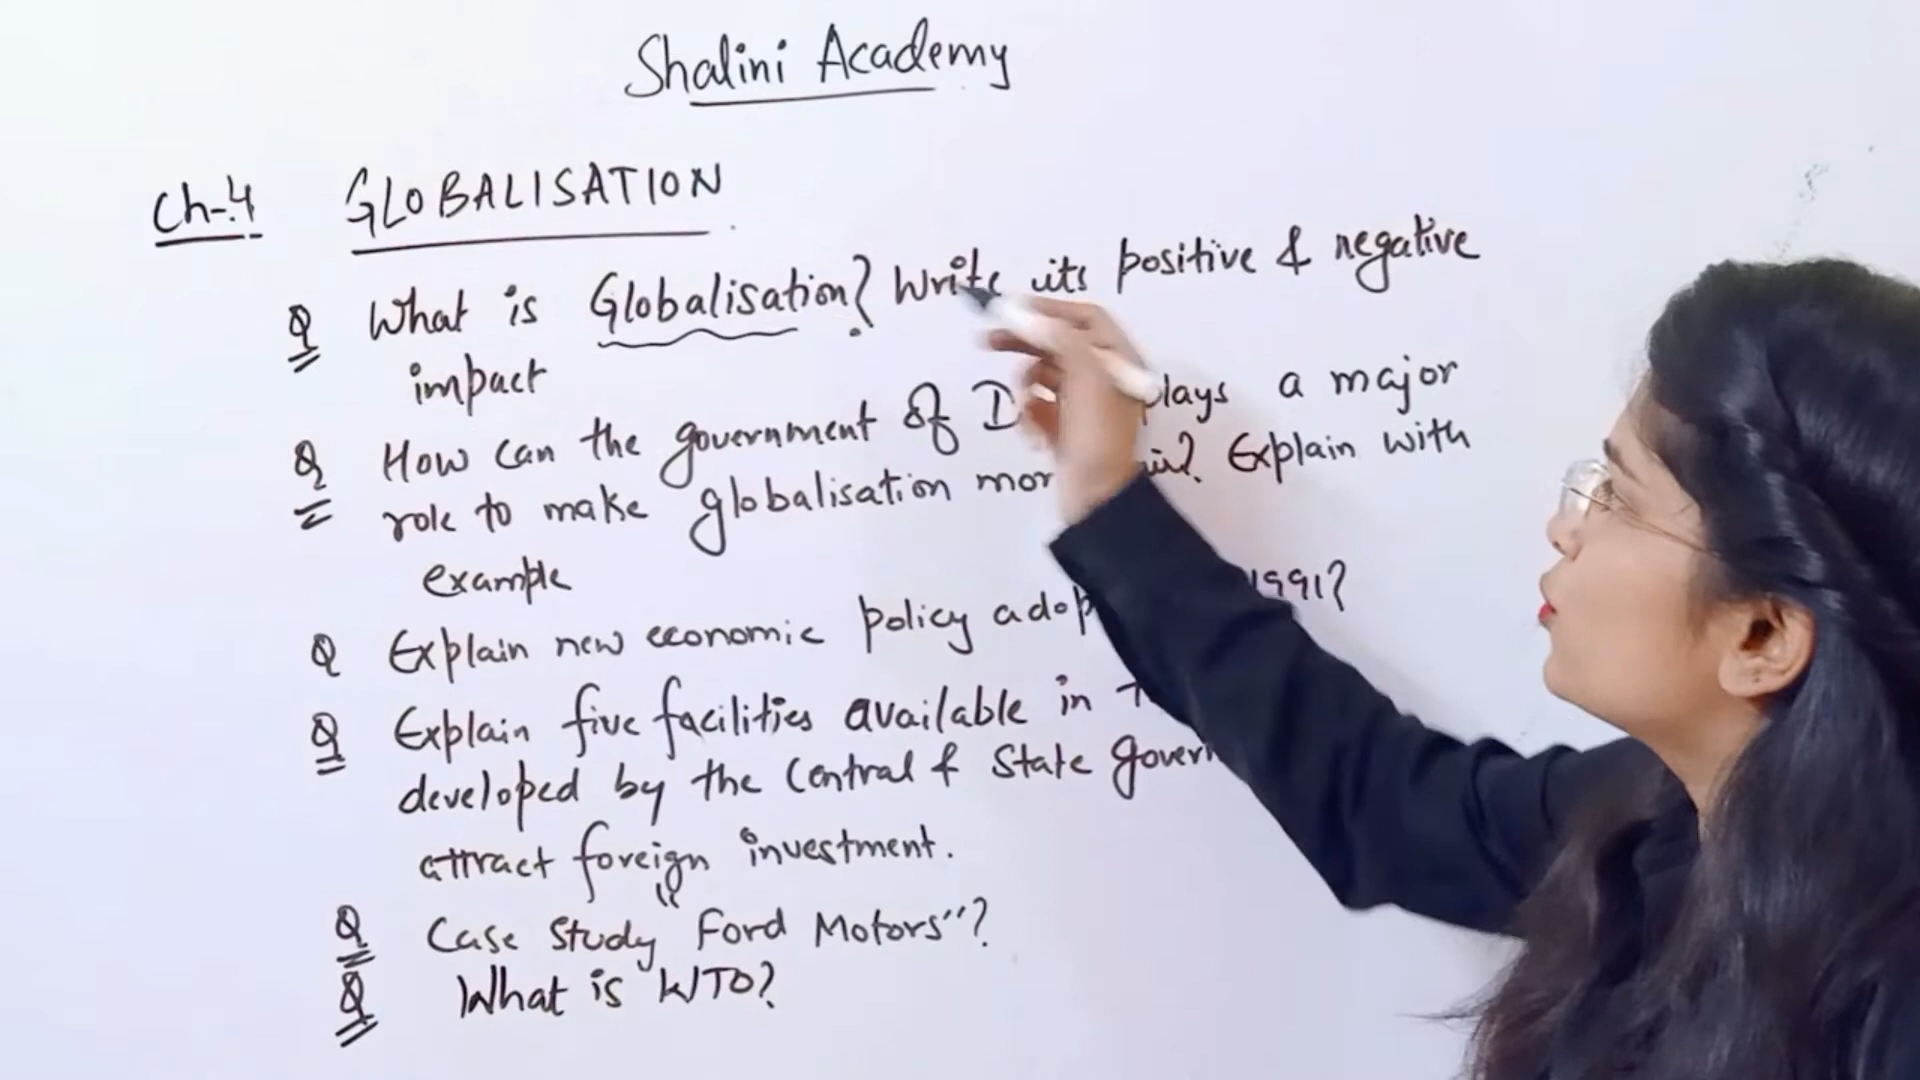 Shalini Academy
Ch-4 GLOBALISATION
Q What is Globalisation? Write its positive & negative
impact
Q How can the government of plays a major
role to make globalisation Explain with
example
Q Explain new economic policy 1991?
Q Explain five facilities available in
developed by the Central & State
attract foreign investment.
Q Case Study "Ford Motors"?
Q What is WTO?